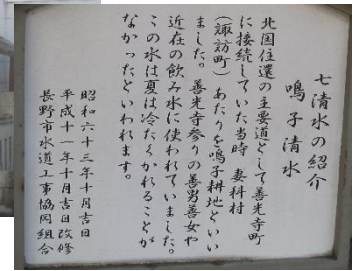 七清水の紹介
鳴子清水
北国往還の主要道として善光寺町
に接続していた当時 妻科村
(諏訪町) あたりを鳴子耕地といい
ました。 善光寺参りの善男善女や
近在の飲み水に使われていました。
この水は夏は冷たくかれることが
なかったといわれます。
昭和六十三年十月吉日
平成十一年十月吉日改修
長野市水道工事協同組合